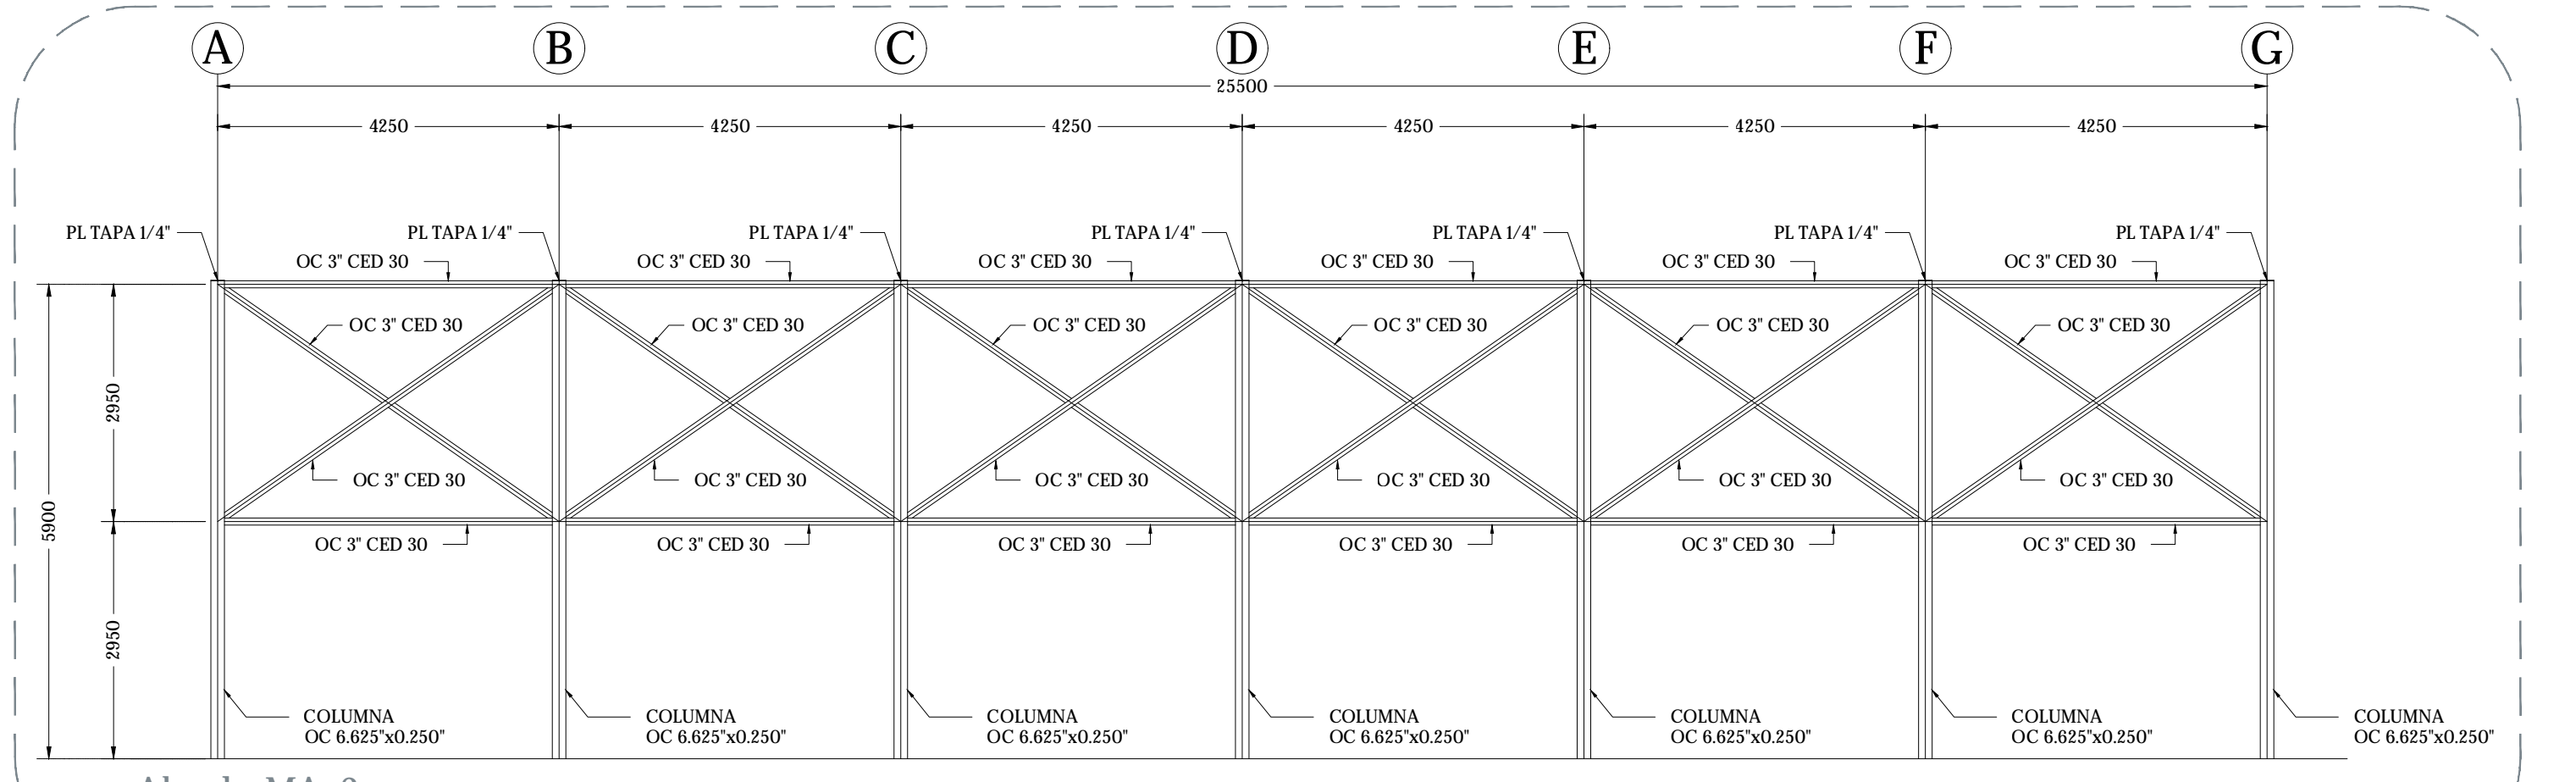 A B C D E F G
25500
4250 4250 4250 4250 4250 4250
PL TAPA 1/4" PL TAPA 1/4" PL TAPA 1/4" PL TAPA 1/4" PL TAPA 1/4" PL TAPA 1/4" PL TAPA 1/4"
OC 3" CED 30 OC 3" CED 30 OC 3" CED 30 OC 3" CED 30 OC 3" CED 30 OC 3" CED 30
OC 3" CED 30 OC 3" CED 30 OC 3" CED 30 OC 3" CED 30 OC 3" CED 30 OC 3" CED 30
2950
OC 3" CED 30 OC 3" CED 30 OC 3" CED 30 OC 3" CED 30 OC 3" CED 30 OC 3" CED 30
5900
OC 3" CED 30 OC 3" CED 30 OC 3" CED 30 OC 3" CED 30 OC 3" CED 30 OC 3" CED 30
2950
COLUMNA COLUMNA COLUMNA COLUMNA COLUMNA COLUMNA COLUMNA
OC 6.625"x0.250" OC 6.625"x0.250" OC 6.625"x0.250" OC 6.625"x0.250" OC 6.625"x0.250" OC 6.625"x0.250" OC 6.625"x0.250"